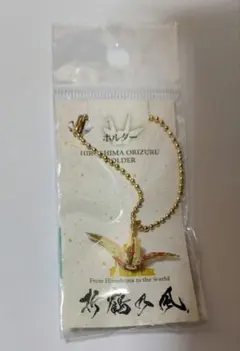 ホルダー
HIROSHIMA ORIZURU
HOLDER
From Hiroshima to the world
折鶴の風